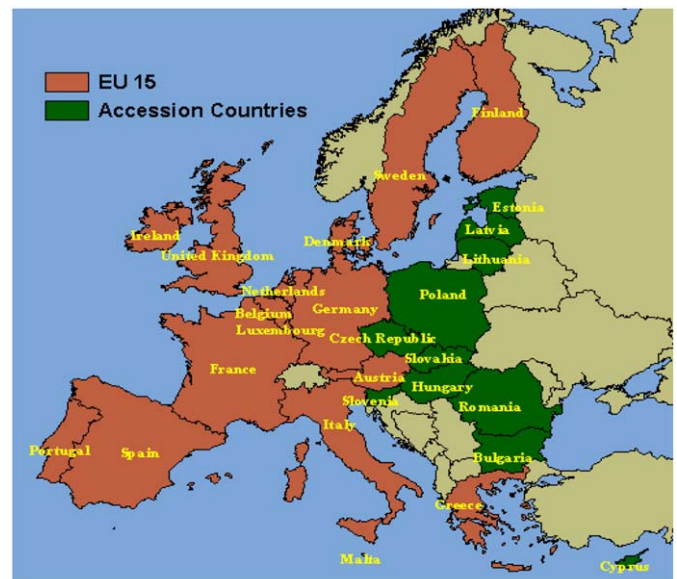 EU 15
Accession Countries
Finland
Sweden
Estonia
Latvia
Lithuania
Ireland
United Kingdom
Denmark
Netherlands
Belgium
Luxembourg
Germany
Poland
Czech Republic
Slovakia
France
Austria
Hungary
Slovenia
Romania
Italy
Portugal
Spain
Bulgaria
Greece
Malta
Cyprus